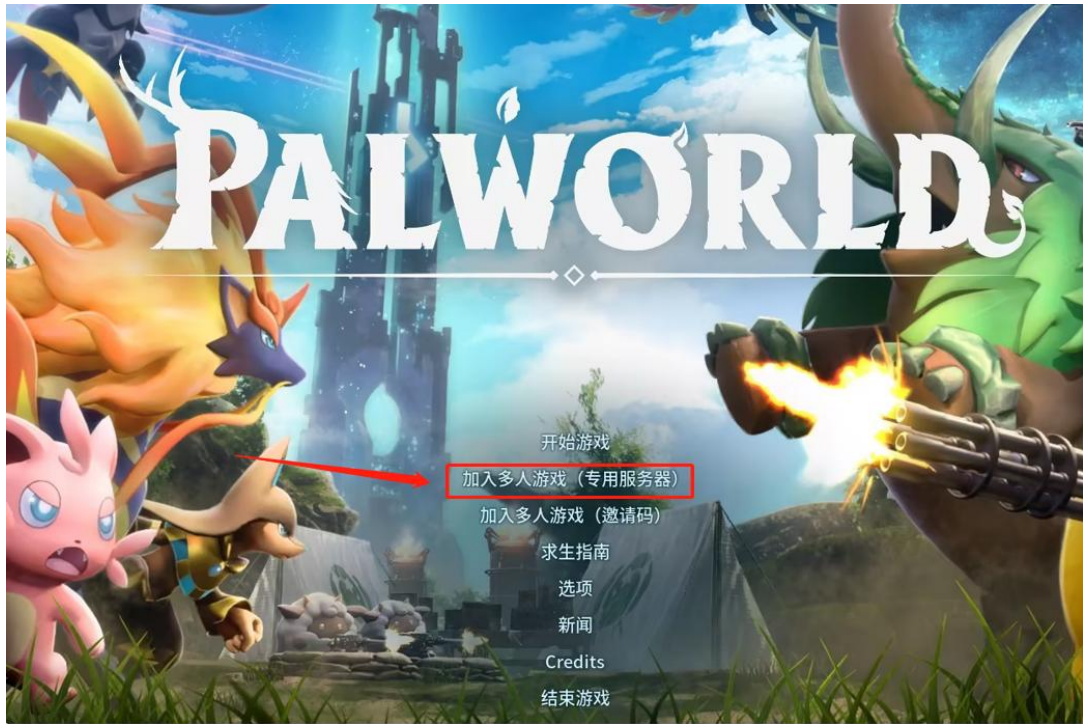 PALWORLD
开始游戏
加入多人游戏（专用服务器）
加入多人游戏（邀请码）
求生指南
选项
新闻
Credits
结束游戏